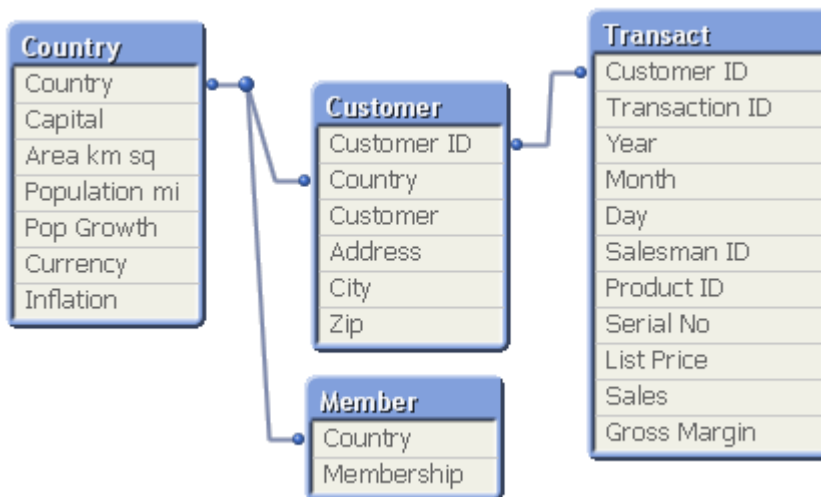 Country
Country
Capital
Area km sq
Population mi
Pop Growth
Currency
Inflation
Customer
Customer ID
Country
Customer
Address
City
Zip
Member
Country
Membership
Transact
Customer ID
Transaction ID
Year
Month
Day
Salesman ID
Product ID
Serial No
List Price
Sales
Gross Margin